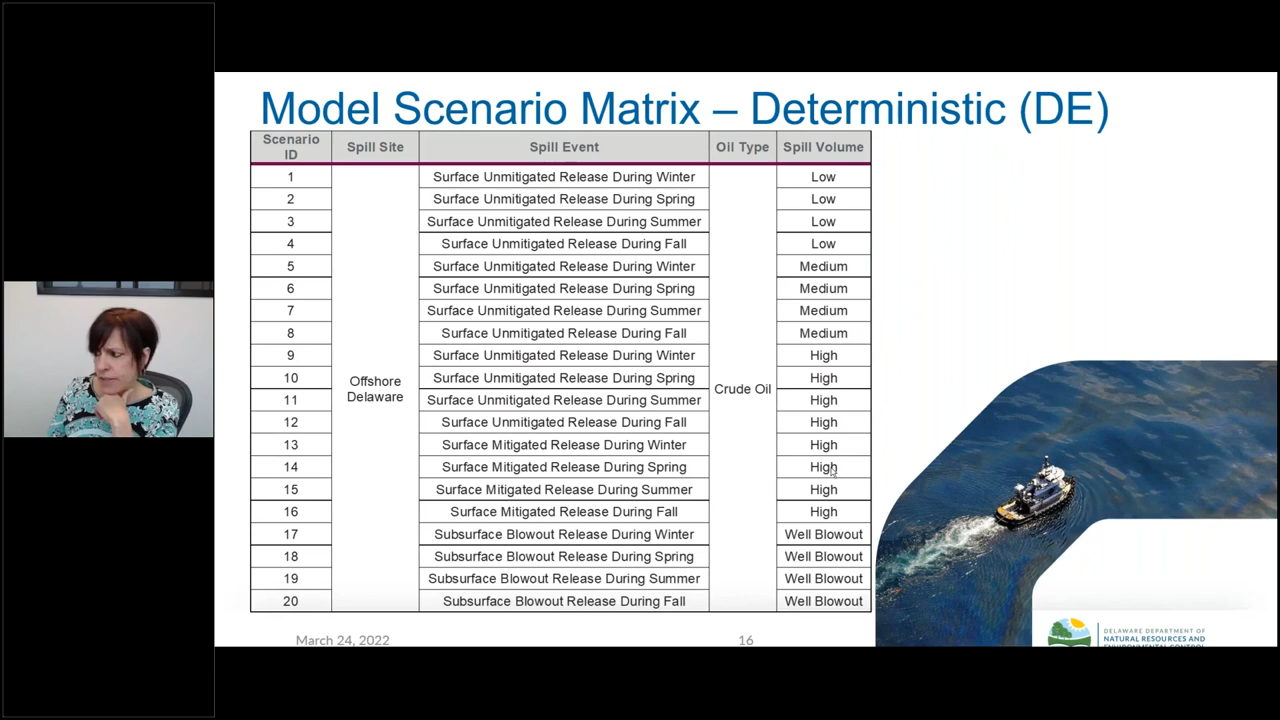 Model Scenario Matrix – Deterministic (DE)
Scenario ID Spill Site Spill Event Oil Type Spill Volume
1 Surface Unmitigated Release During Winter Low
2 Surface Unmitigated Release During Spring Low
3 Surface Unmitigated Release During Summer Low
4 Surface Unmitigated Release During Fall Low
5 Surface Unmitigated Release During Winter Medium
6 Surface Unmitigated Release During Spring Medium
7 Surface Unmitigated Release During Summer Medium
8 Surface Unmitigated Release During Fall Medium
9 Surface Unmitigated Release During Winter High
10 Surface Unmitigated Release During Spring High
Offshore Delaware
Crude Oil
11 Surface Unmitigated Release During Summer High
12 Surface Unmitigated Release During Fall High
13 Surface Mitigated Release During Winter High
14 Surface Mitigated Release During Spring High
15 Surface Mitigated Release During Summer High
16 Surface Mitigated Release During Fall High
17 Subsurface Blowout Release During Winter Well Blowout
18 Subsurface Blowout Release During Spring Well Blowout
19 Subsurface Blowout Release During Summer Well Blowout
20 Subsurface Blowout Release During Fall Well Blowout
March 24, 2022 16
DELAWARE DEPARTMENT OF
NATURAL RESOURCES AND
ENVIRONMENTAL CONTROL